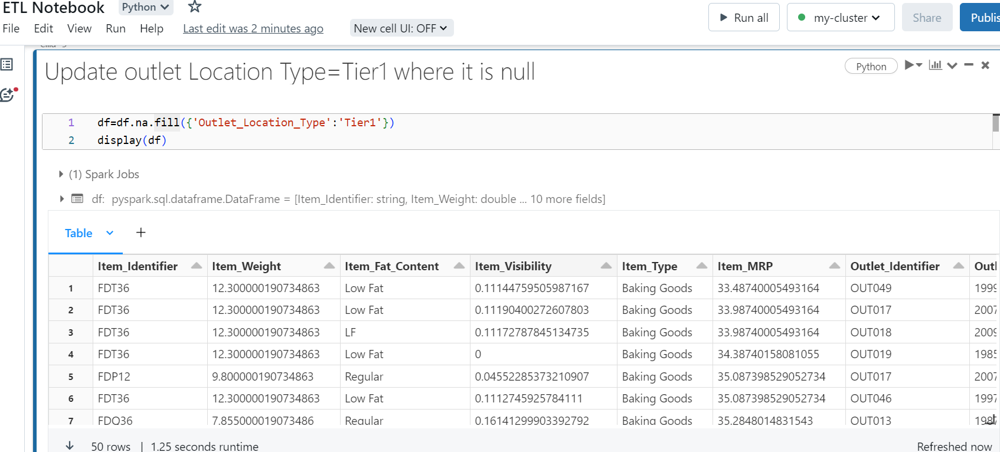 ETL Notebook Python
File Edit View Run Help Last edit was 2 minutes ago New cell UI: OFF Run all my-cluster Share Publis
Update outlet Location Type=Tier1 where it is null Python
1 df=df.na.fill({'Outlet_Location_Type':'Tier1'})
2 display(df)
(1) Spark Jobs
df: pyspark.sql.dataframe.DataFrame = [Item_Identifier: string, Item_Weight: double ... 10 more fields]
Table +
Item_Identifier Item_Weight Item_Fat_Content Item_Visibility Item_Type Item_MRP Outlet_Identifier Outl
1 FDT36 12.300000190734863 Low Fat 0.11144759505987167 Baking Goods 33.48740005493164 OUT049 1999
2 FDT36 12.300000190734863 Low Fat 0.11190400272607803 Baking Goods 33.98740005493164 OUT017 2007
3 FDT36 12.300000190734863 LF 0.11172787845134735 Baking Goods 33.98740005493164 OUT018 2009
4 FDT36 12.300000190734863 Low Fat 0 Baking Goods 34.38740158081055 OUT019 1985
5 FDP12 9.800000190734863 Regular 0.04552285373210907 Baking Goods 35.087398529052734 OUT017 2007
6 FDT36 12.300000190734863 Low Fat 0.1112745925784111 Baking Goods 35.087398529052734 OUT046 1997
7 FDQ36 7.855000019073486 Regular 0.16141299903392792 Baking Goods 35.2848014831543 OUT013 1987
50 rows | 1.25 seconds runtime Refreshed now